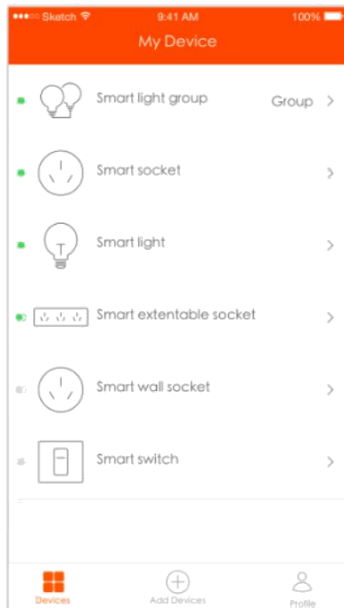 Sketch 9:41 AM 100%
My Device
Smart light group Group
Smart socket
Smart light
Smart extentable socket
Smart wall socket
Smart switch
Devices Add Devices Profile